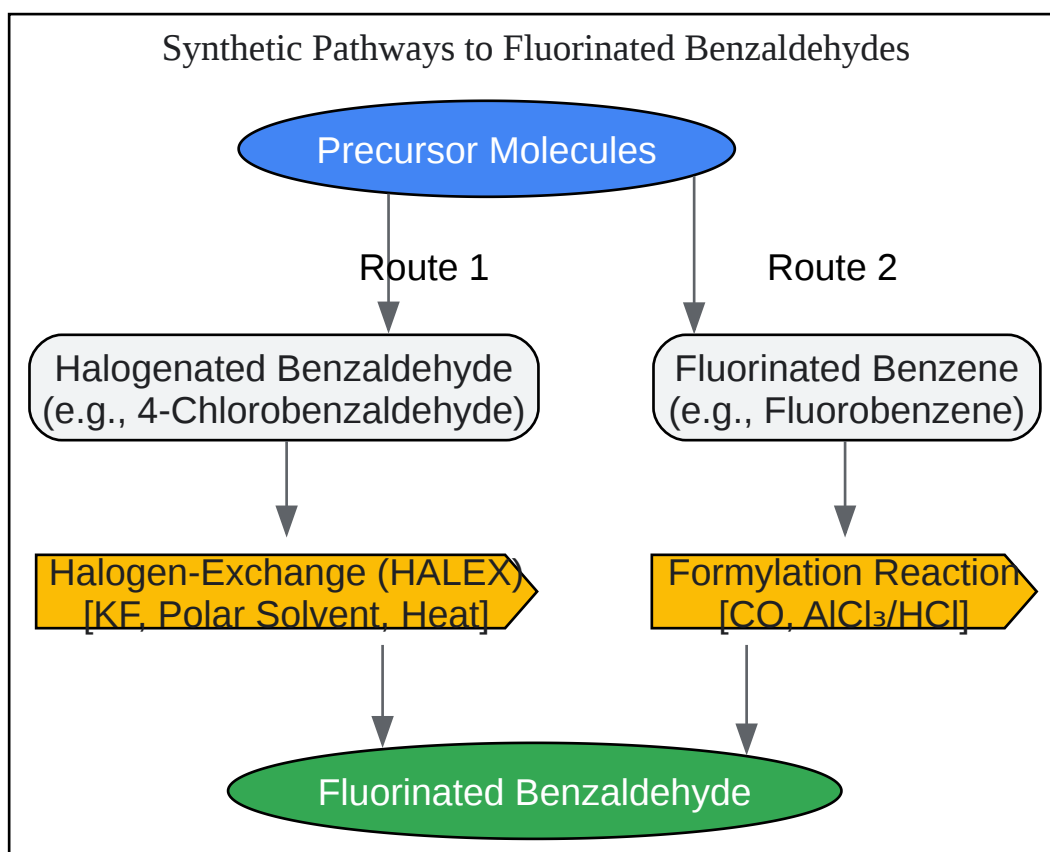 Synthetic Pathways to Fluorinated Benzaldehydes
Precursor Molecules
Route 1
Route 2
Halogenated Benzaldehyde
(e.g., 4-Chlorobenzaldehyde)
Fluorinated Benzene
(e.g., Fluorobenzene)
Halogen-Exchange (HALEX)
[KF, Polar Solvent, Heat]
Formylation Reaction
[CO, AlCl₃/HCl]
Fluorinated Benzaldehyde